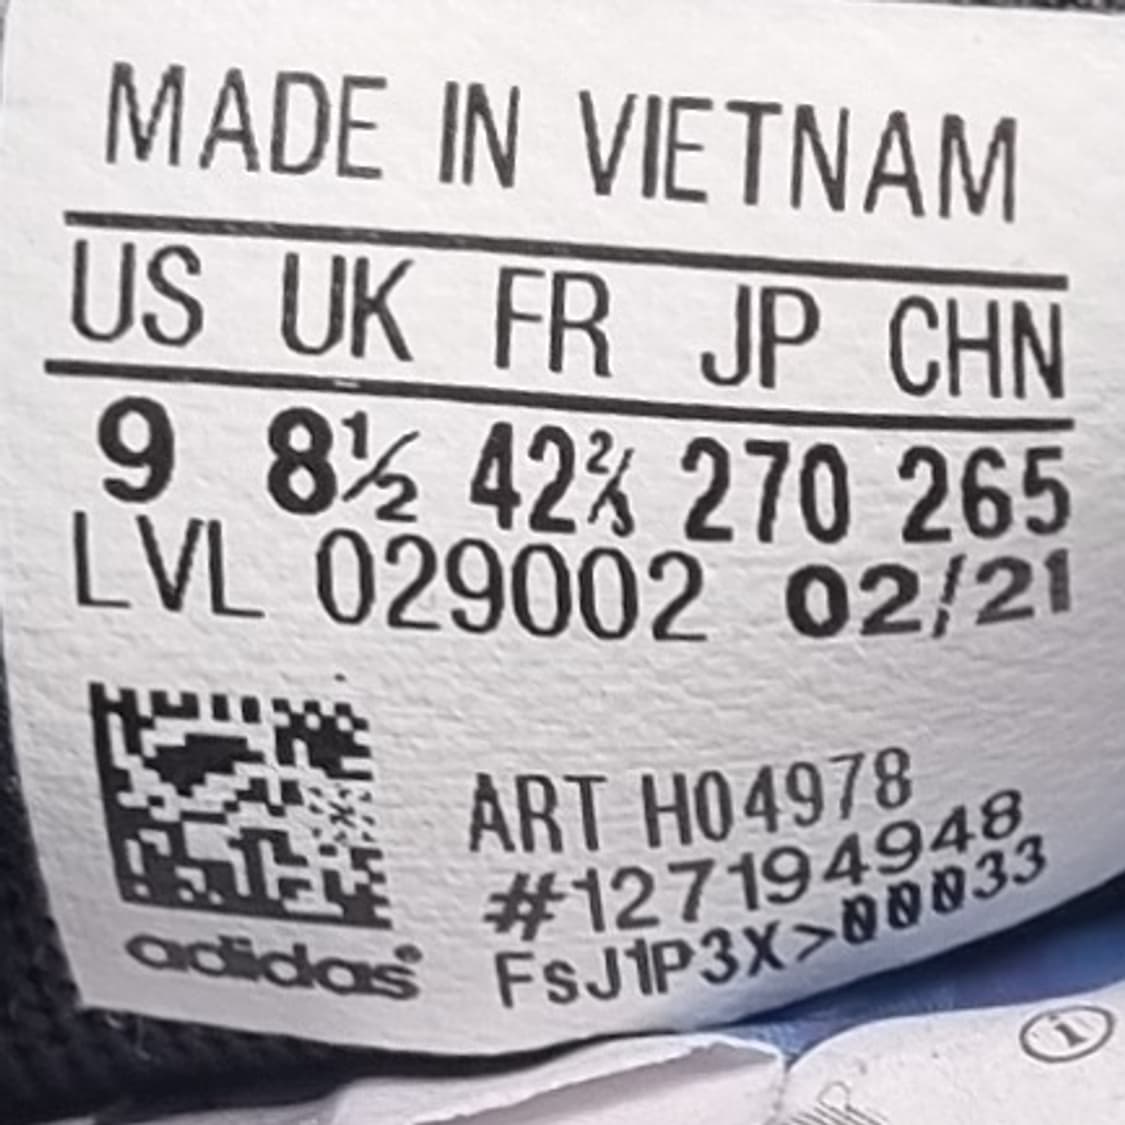 MADE IN VIETNAM
US UK FR JP CHN
9 8½ 42⅔ 270 265
LVL 029002 02/21
ART H04978
#127194948
FsJ1P3X>00033
adidas
i